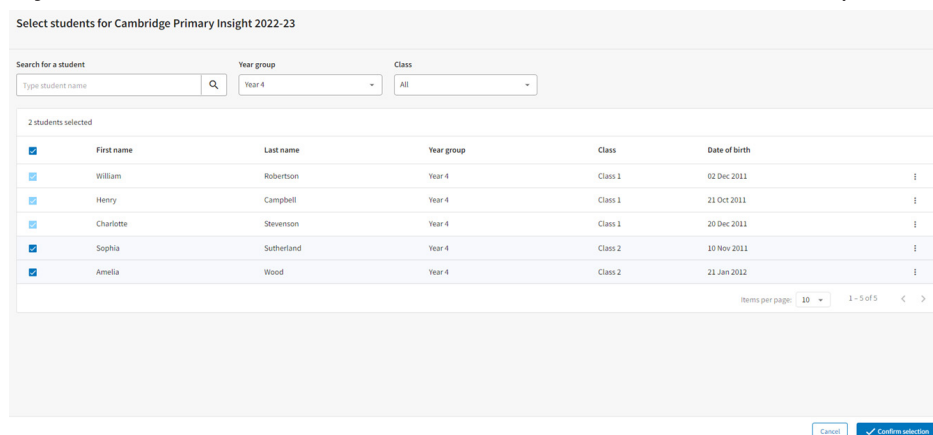 Select students for Cambridge Primary Insight 2022-23
Search for a student Year group Class
Type student name Year 4 All
2 students selected
First name Last name Year group Class Date of birth
William Robertson Year 4 Class 1 02 Dec 2011
Henry Campbell Year 4 Class 1 21 Oct 2011
Charlotte Stevenson Year 4 Class 1 20 Dec 2011
Sophia Sutherland Year 4 Class 2 10 Nov 2011
Amelia Wood Year 4 Class 2 21 Jan 2012
Items per page: 10 1 – 5 of 5
Cancel Confirm selection